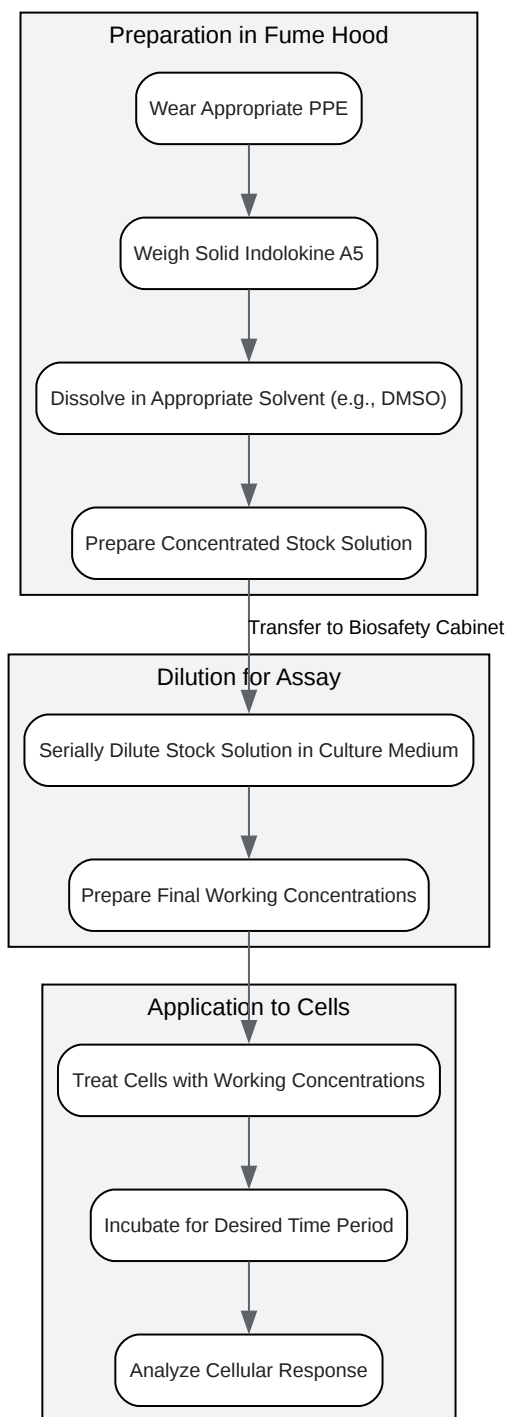 Preparation in Fume Hood
Wear Appropriate PPE
Weigh Solid Indolokine A5
Dissolve in Appropriate Solvent (e.g., DMSO)
Prepare Concentrated Stock Solution
Transfer to Biosafety Cabinet
Dilution for Assay
Serially Dilute Stock Solution in Culture Medium
Prepare Final Working Concentrations
Application to Cells
Treat Cells with Working Concentrations
Incubate for Desired Time Period
Analyze Cellular Response